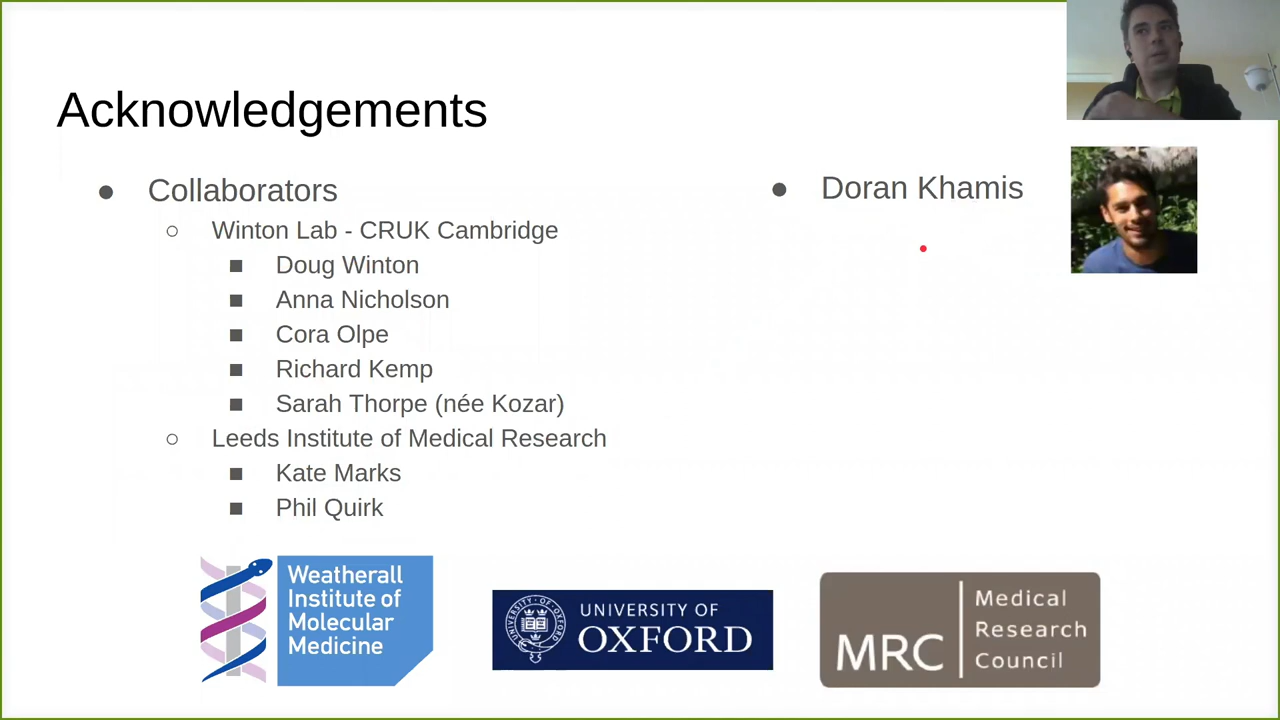 Acknowledgements
● Collaborators
○ Winton Lab - CRUK Cambridge
■ Doug Winton
■ Anna Nicholson
■ Cora Olpe
■ Richard Kemp
■ Sarah Thorpe (née Kozar)
○ Leeds Institute of Medical Research
■ Kate Marks
■ Phil Quirk
● Doran Khamis
Weatherall
Institute of
Molecular
Medicine
UNIVERSITY OF
OXFORD
MRC
Medical
Research
Council